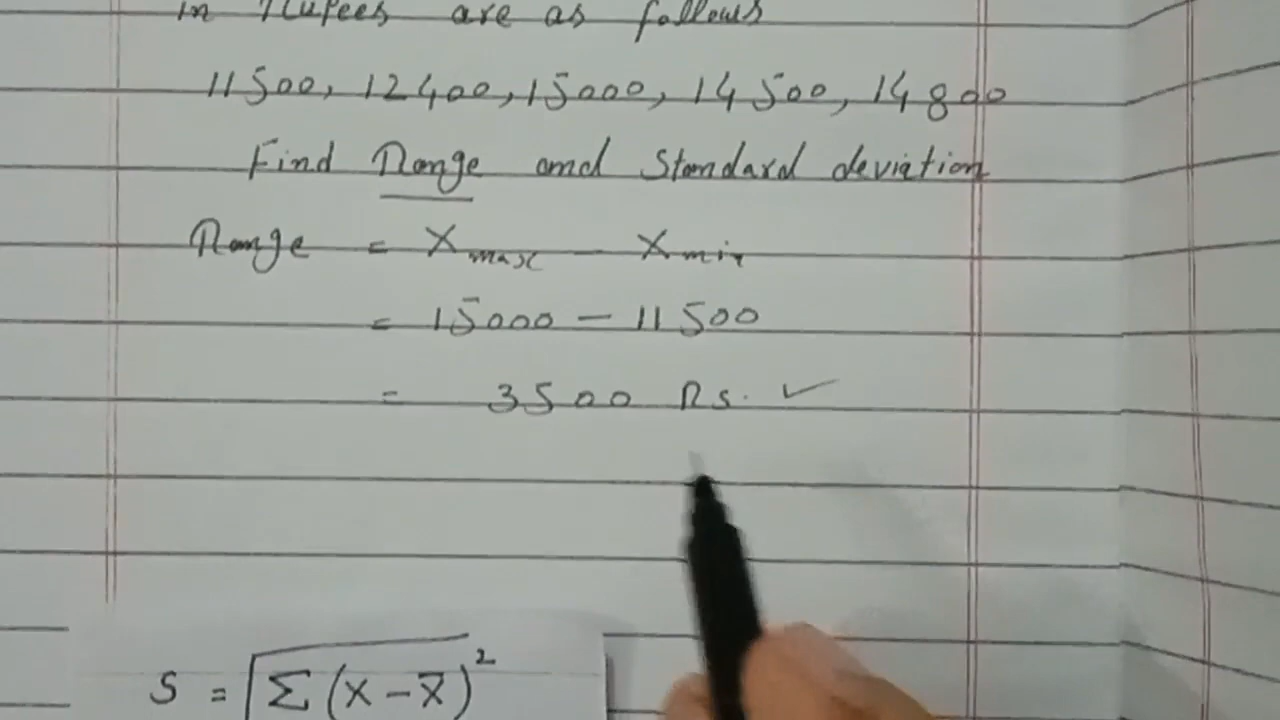 in Rupees are as follows
11500, 12400, 15000, 14500, 14800
Find Range and Standard deviation
Range = Xmax - Xmin
= 15000 - 11500
= 3500 Rs. ✓
S = √Σ(x-x̄)²